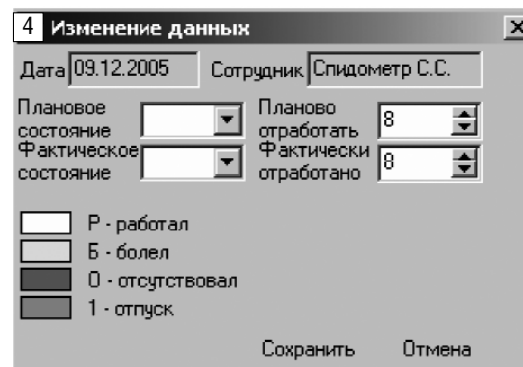 4 Изменение данных
Дата 09.12.2005 Сотрудник Спидометр С.С.
Плановое состояние
Планово отработать 8
Фактическое состояние
Фактически отработано 8
Р - работал
Б - болел
О - отсутствовал
1 - отпуск
Сохранить Отмена